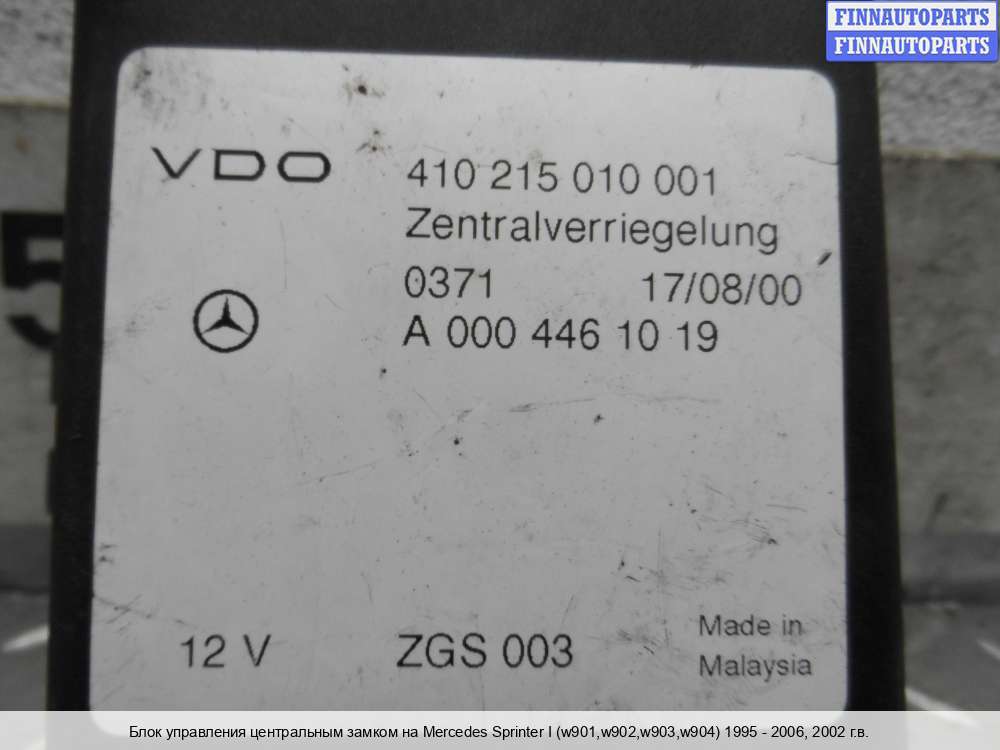 FINNAUTOPARTS
FINNAUTOPARTS
VDO 410 215 010 001
Zentralverriegelung
0371 17/08/00
A 000 446 10 19
12 V ZGS 003 Made in
Malaysia
5
Блок управления центральным замком на Mercedes Sprinter I (w901,w902,w903,w904) 1995 - 2006, 2002 г.в.